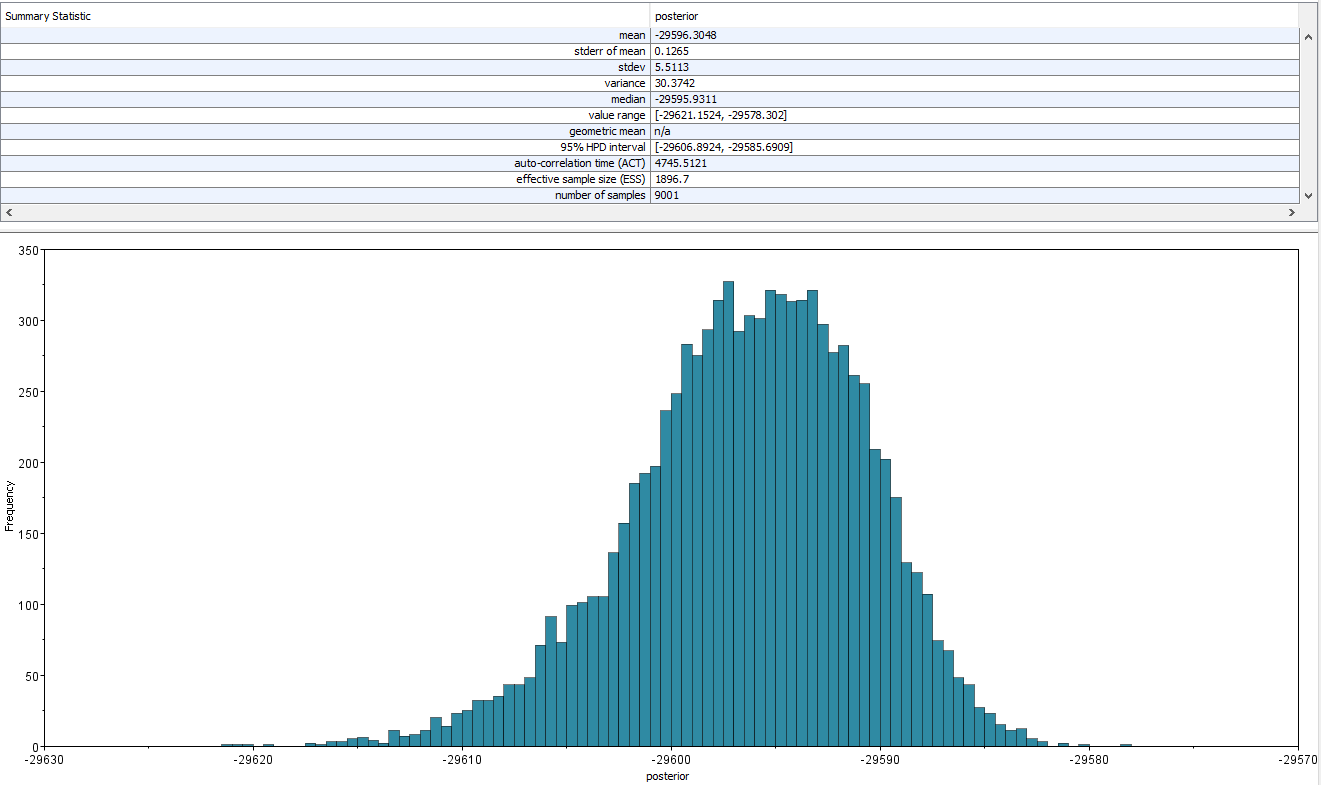 Summary Statistic posterior
mean -29596.3048
stderr of mean 0.1265
stdev 5.5113
variance 30.3742
median -29595.9311
value range [-29621.1524, -29578.302]
geometric mean n/a
95% HPD interval [-29606.8924, -29585.6909]
auto-correlation time (ACT) 4745.5121
effective sample size (ESS) 1896.7
number of samples 9001
350
300
250
200
150
100
50
0
Frequency
-29630 -29620 -29610 -29600 -29590 -29580 -29570
posterior